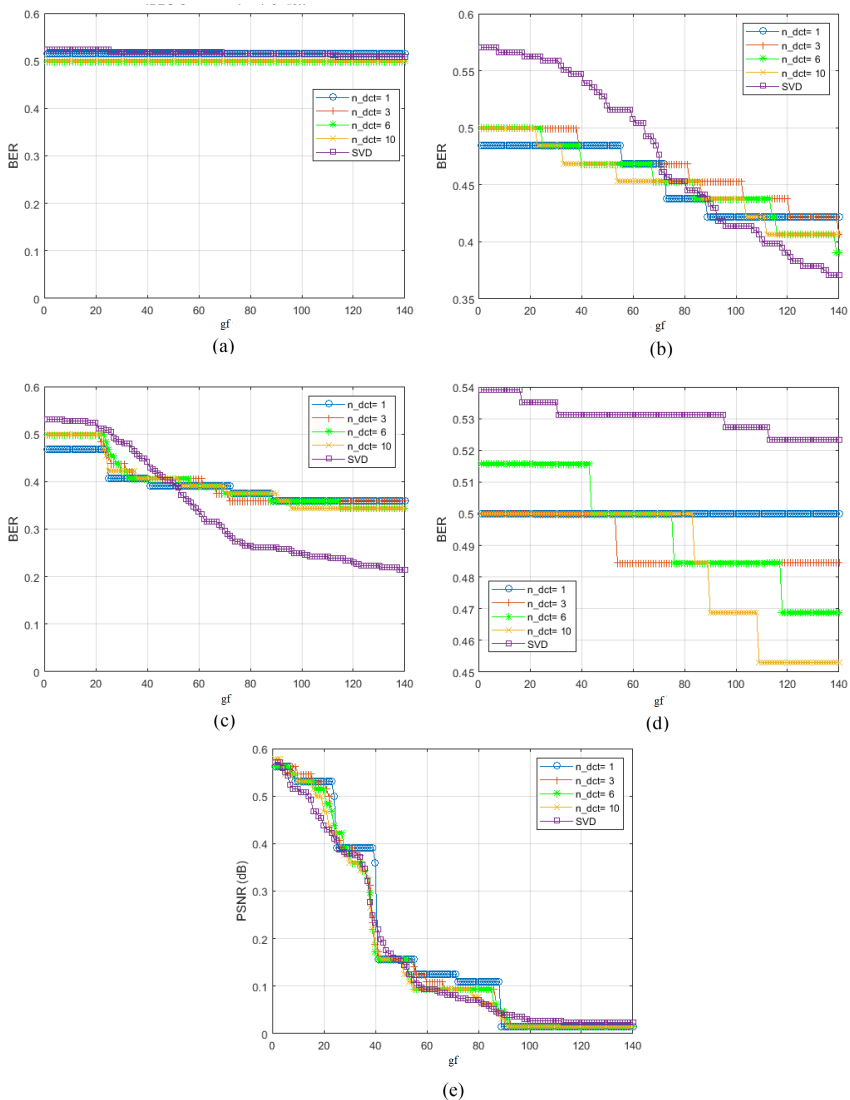 0.6
0.5
0.4
0.3
0.2
0.1
0
BER
n_dct= 1
n_dct= 3
n_dct= 6
n_dct= 10
SVD
0 20 40 60 80 100 120 140
gf
(a)
0.6
0.55
0.5
0.45
0.4
0.35
BER
n_dct= 1
n_dct= 3
n_dct= 6
n_dct= 10
SVD
0 20 40 60 80 100 120 140
gf
(b)
0.6
0.5
0.4
0.3
0.2
0.1
0
BER
n_dct= 1
n_dct= 3
n_dct= 6
n_dct= 10
SVD
0 20 40 60 80 100 120 140
gf
(c)
0.54
0.53
0.52
0.51
0.5
0.49
0.48
0.47
0.46
0.45
BER
n_dct= 1
n_dct= 3
n_dct= 6
n_dct= 10
SVD
0 20 40 60 80 100 120 140
gf
(d)
0.6
0.5
0.4
0.3
0.2
0.1
0
PSNR (dB)
n_dct= 1
n_dct= 3
n_dct= 6
n_dct= 10
SVD
0 20 40 60 80 100 120 140
gf
(e)